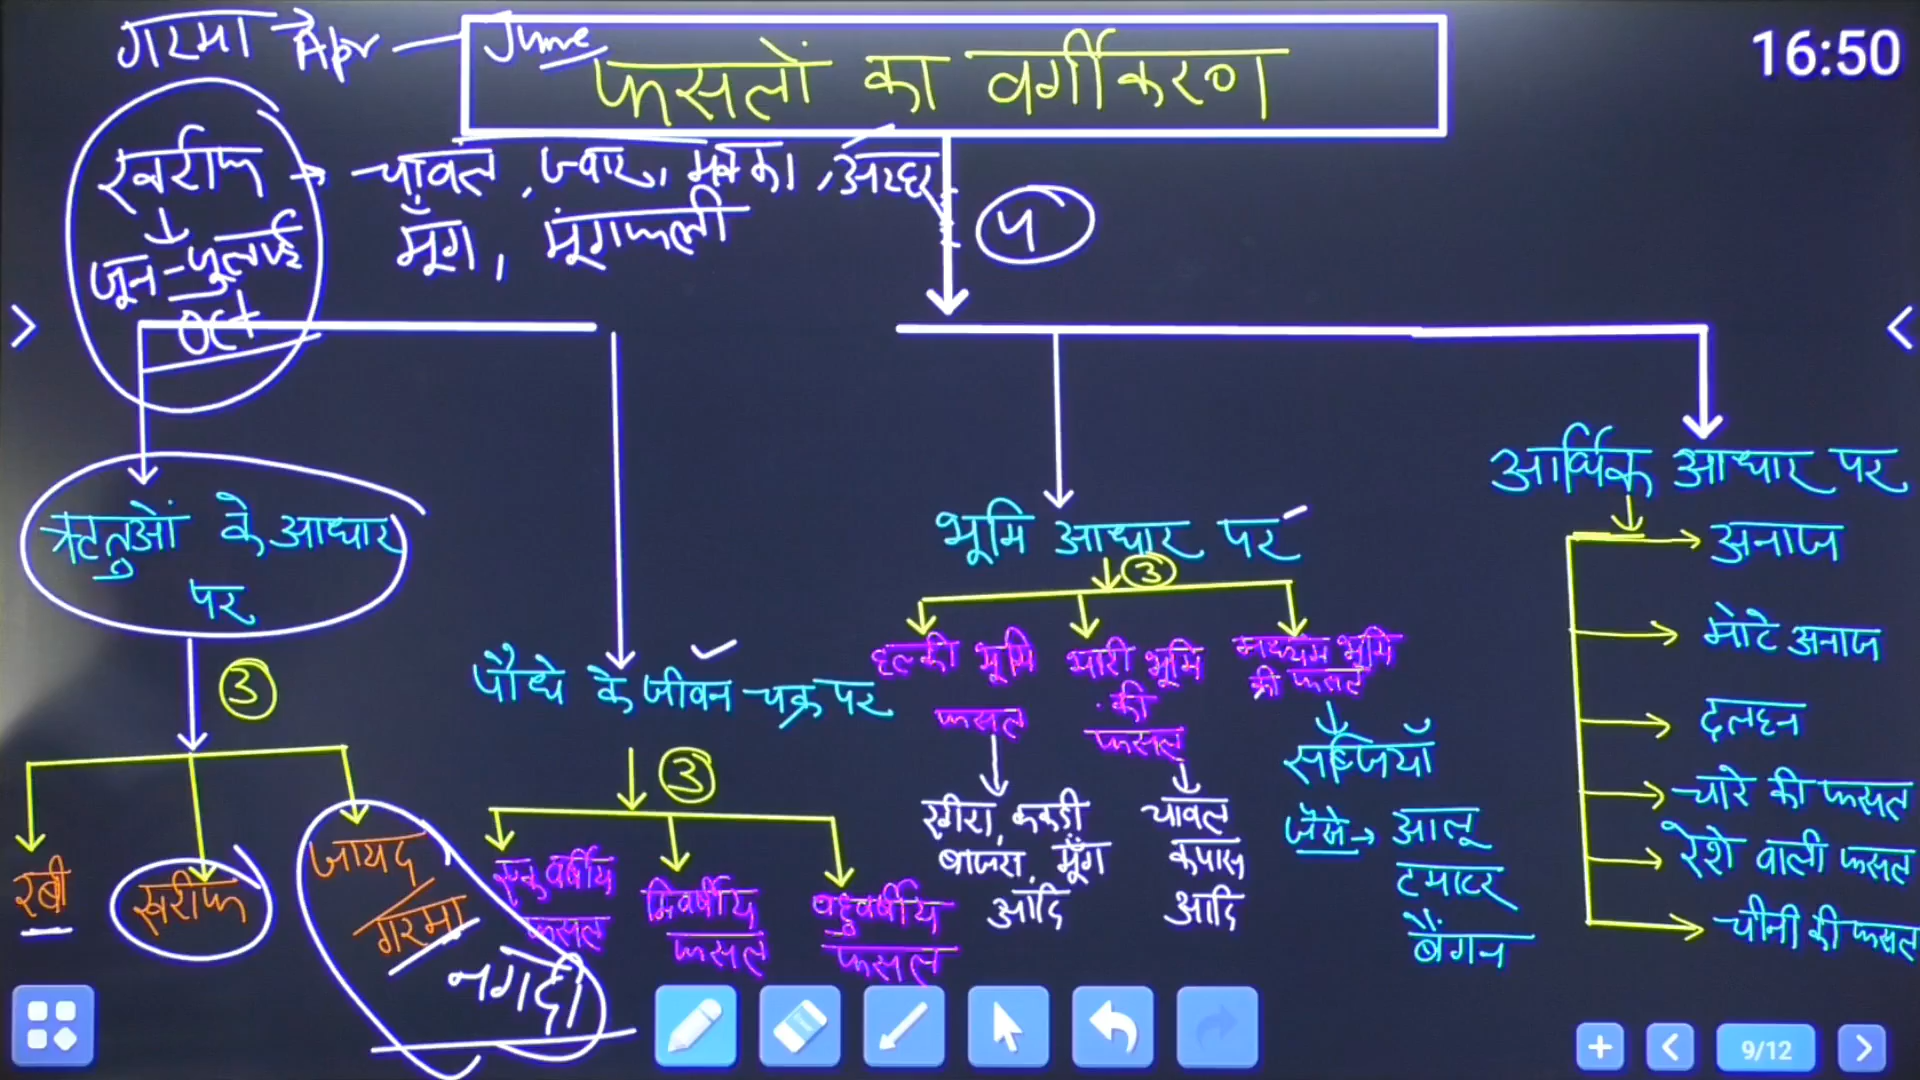 गरमा → Apr — June
फसलों का वर्गीकरण
16:50
खरीफ → चावल, ज्वार, मक्का, अरहर
मूँग, मूंगफली
४
जून-जुलाई
Oct
ऋतुओं के आधार
पर
3
रबी
खरीफ
जायद
गरमा
नगदी
पौधे के जीवन चक्र पर
3
एकवर्षीय
फसल
द्विवर्षीय
फसल
बहुवर्षीय
फसल
भूमि आधार पर
3
हल्की भूमि
फसल
खीरा, ककडी
बाजरा, मूँग
आदि
भारी भूमि
की
फसल
चावल
कपास
आदि
मध्यम भूमि
की फसल
सब्जियाँ
जैसे → आलू
टमाटर
बैंगन
आर्थिक आधार पर
अनाज
मोटे अनाज
दलहन
चारे की फसल
रेशे वाली फसल
चीनी की फसल
9/12